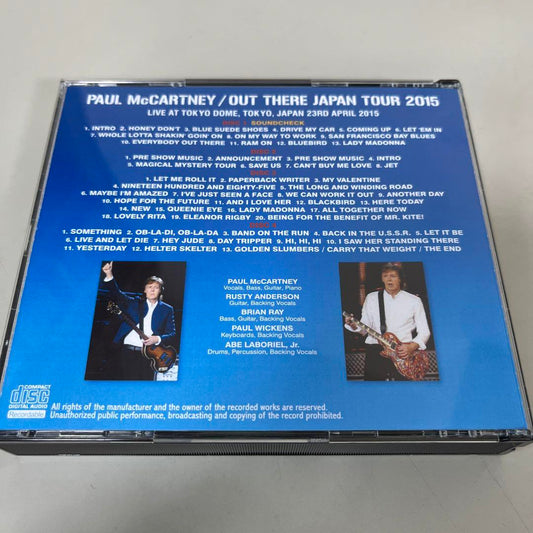 PAUL McCARTNEY / OUT THERE JAPAN TOUR 2015
LIVE AT TOKYO DOME, TOKYO, JAPAN 23RD APRIL 2015
DISC 1 SOUNDCHECK
1. INTRO 2. HONEY DON'T 3. BLUE SUEDE SHOES 4. DRIVE MY CAR 5. COMING UP 6. LET 'EM IN
7. WHOLE LOTTA SHAKIN' GOIN' ON 8. ON MY WAY TO WORK 9. SAN FRANCISCO BAY BLUES
10. EVERYBODY OUT THERE 11. RAM ON 12. BLUEBIRD 13. LADY MADONNA
DISC 2
1. PRE SHOW MUSIC 2. ANNOUNCEMENT 3. PRE SHOW MUSIC 4. INTRO
5. MAGICAL MYSTERY TOUR 6. SAVE US 7. CAN'T BUY ME LOVE 8. JET
DISC 3
1. LET ME ROLL IT 2. PAPERBACK WRITER 3. MY VALENTINE
4. NINETEEN HUNDRED AND EIGHTY-FIVE 5. THE LONG AND WINDING ROAD
6. MAYBE I'M AMAZED 7. I'VE JUST SEEN A FACE 8. WE CAN WORK IT OUT 9. ANOTHER DAY
10. HOPE FOR THE FUTURE 11. AND I LOVE HER 12. BLACKBIRD 13. HERE TODAY
14. NEW 15. QUEENIE EYE 16. LADY MADONNA 17. ALL TOGETHER NOW
18. LOVELY RITA 19. ELEANOR RIGBY 20. BEING FOR THE BENEFIT OF MR. KITE!
DISC 4
1. SOMETHING 2. OB-LA-DI, OB-LA-DA 3. BAND ON THE RUN 4. BACK IN THE U.S.S.R. 5. LET IT BE
6. LIVE AND LET DIE 7. HEY JUDE 8. DAY TRIPPER 9. HI, HI, HI 10. I SAW HER STANDING THERE
11. YESTERDAY 12. HELTER SKELTER 13. GOLDEN SLUMBERS / CARRY THAT WEIGHT / THE END
PAUL McCARTNEY
Vocals, Bass, Guitar, Piano
RUSTY ANDERSON
Guitar, Backing Vocals
BRIAN RAY
Bass, Guitar, Backing Vocals
PAUL WICKENS
Keyboards, Backing Vocals
ABE LABORIEL, Jr.
Drums, Percussion, Backing Vocals
COMPACT
disc
DIGITAL AUDIO
Recordable
All rights of the manufacturer and the owner of the recorded works are reserved.
Unauthorized public performance, broadcasting and copying of the record prohibited.